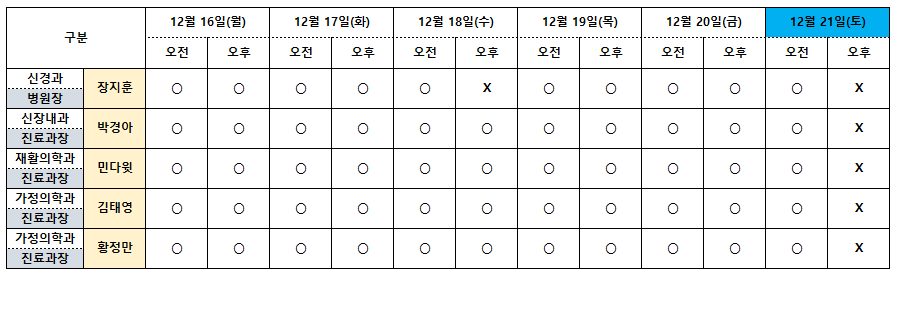 구분 12월 16일(월) 12월 17일(화) 12월 18일(수) 12월 19일(목) 12월 20일(금) 12월 21일(토)
오전 오후 오전 오후 오전 오후 오전 오후 오전 오후 오전 오후
신경과
병원장
장지훈 ○ ○ ○ ○ ○ X ○ ○ ○ ○ ○ X
신장내과
진료과장
박경아 ○ ○ ○ ○ ○ ○ ○ ○ ○ ○ ○ X
재활의학과
진료과장
민다윗 ○ ○ ○ ○ ○ ○ ○ ○ ○ ○ ○ X
가정의학과
진료과장
김태영 ○ ○ ○ ○ ○ ○ ○ ○ ○ ○ ○ X
가정의학과
진료과장
황정만 ○ ○ ○ ○ ○ ○ ○ ○ ○ ○ ○ X